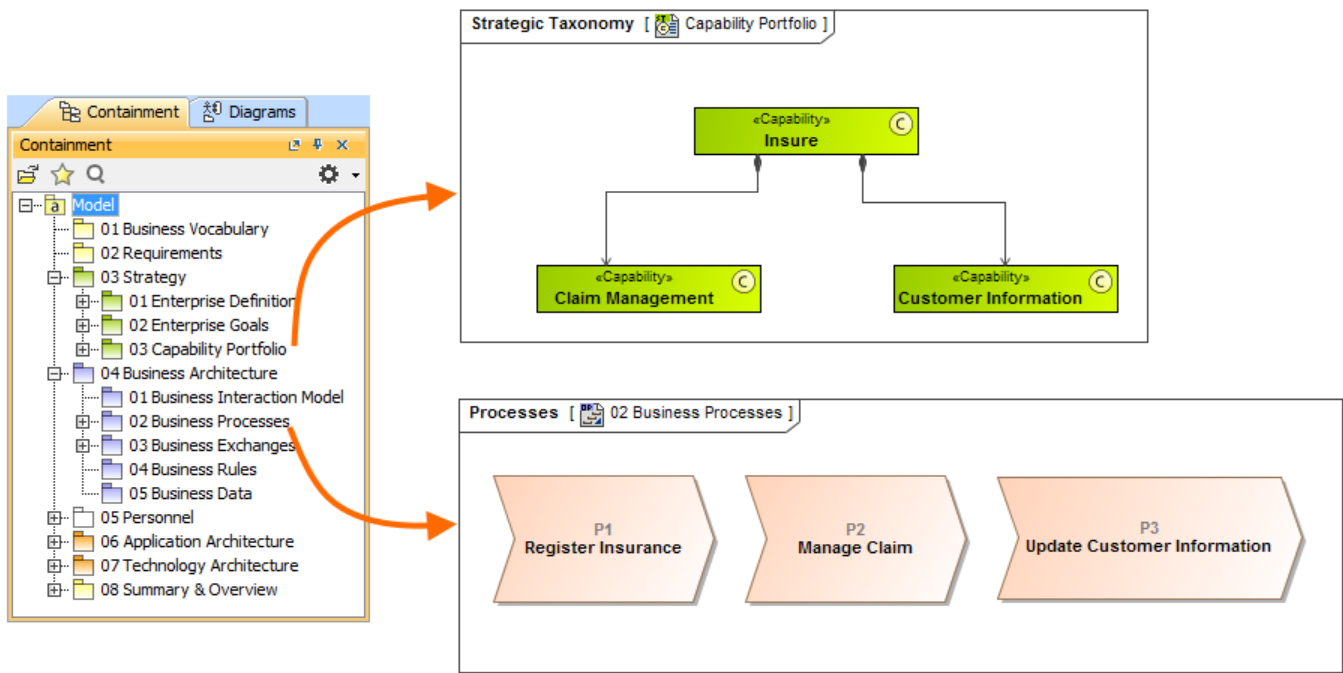 Containment
Diagrams
Containment
Model
01 Business Vocabulary
02 Requirements
03 Strategy
01 Enterprise Definition
02 Enterprise Goals
03 Capability Portfolio
04 Business Architecture
01 Business Interaction Model
02 Business Processes
03 Business Exchanges
04 Business Rules
05 Business Data
05 Personnel
06 Application Architecture
07 Technology Architecture
08 Summary & Overview
Strategic Taxonomy [ Capability Portfolio ]
«Capability»
Insure
C
«Capability»
Claim Management
C
«Capability»
Customer Information
C
Processes [ 02 Business Processes ]
P1
Register Insurance
P2
Manage Claim
P3
Update Customer Information